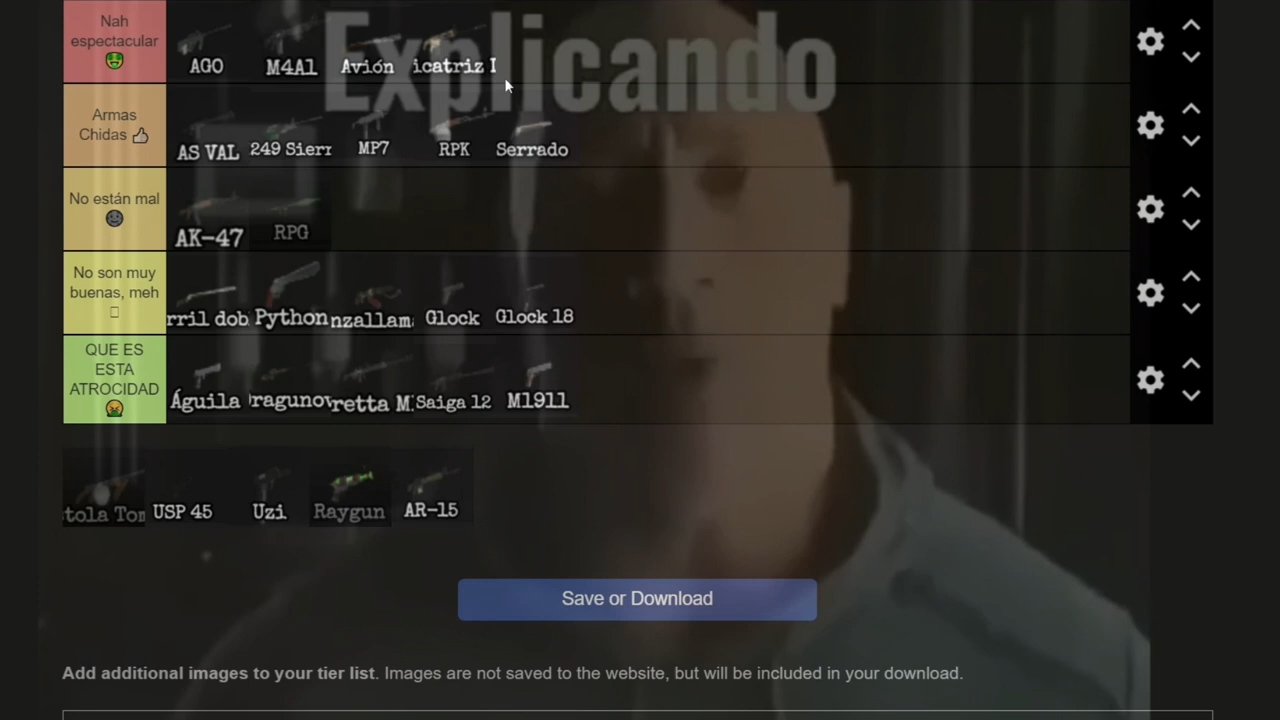 Explicando
Nah
espectacular
AGO
M4A1
Avión
icatriz I
Armas
Chidas
AS VAL
249 Sierr
MP7
RPK
Serrado
No están mal
AK-47
RPG
No son muy
buenas, meh
rril dob
Python
nzallam
Glock
Glock 18
QUE ES
ESTA
ATROCIDAD
Águila
ragunov
retta M
Saiga 12
M1911
stola Tom
USP 45
Uzi
Raygun
AR-15
Save or Download
Add additional images to your tier list. Images are not saved to the website, but will be included in your download.